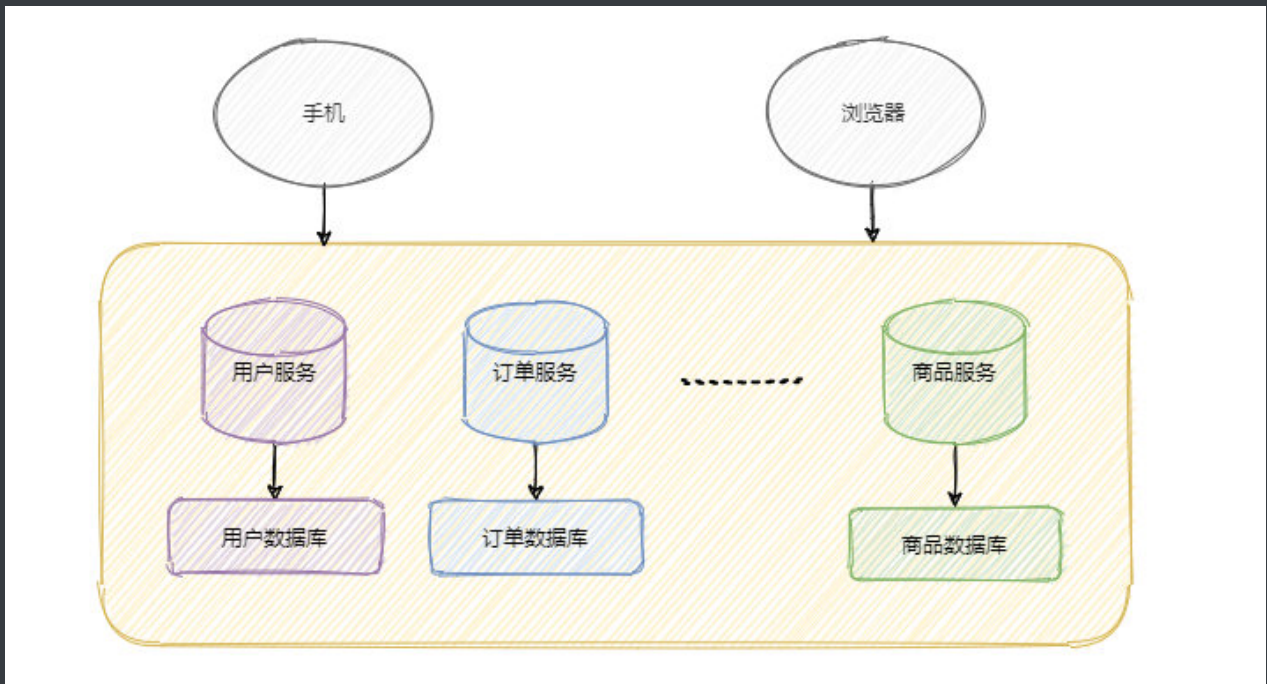 手机
浏览器
用户服务
订单服务
商品服务
用户数据库
订单数据库
商品数据库